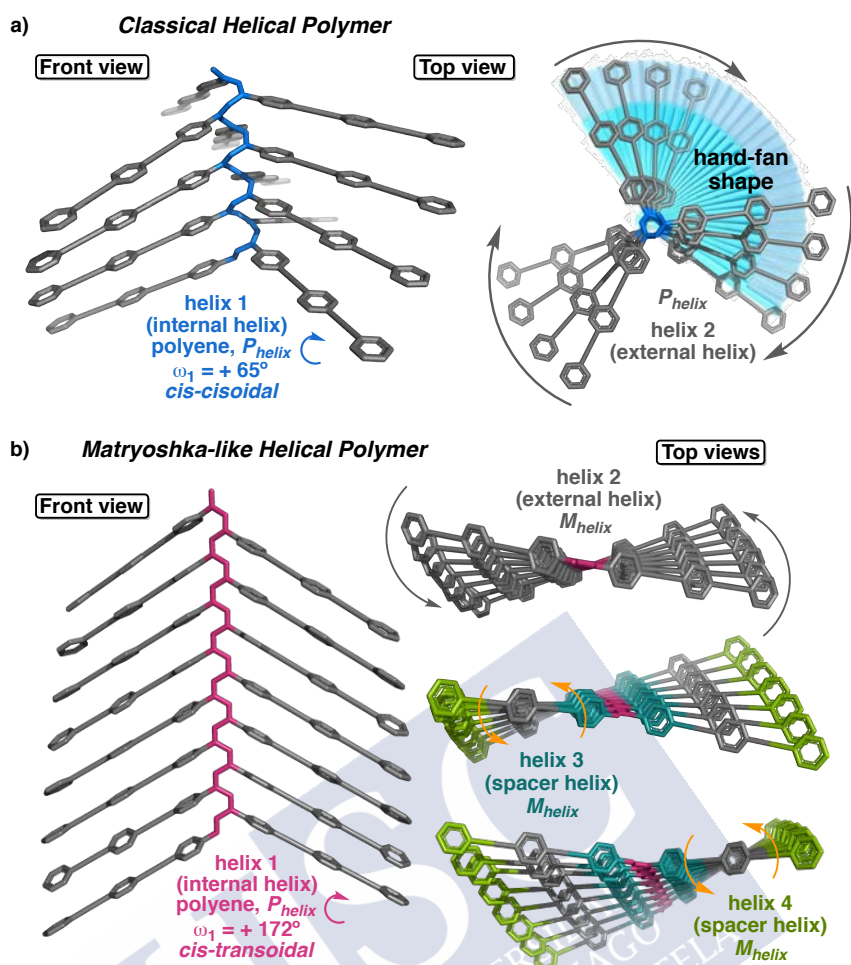 a) Classical Helical Polymer
Front view
Top view
hand-fan
shape
helix 1
(internal helix)
polyene, Phelix
ω1 = + 65º
cis-cisoidal
Phelix
helix 2
(external helix)
b) Matryoshka-like Helical Polymer
Front view
Top views
helix 2
(external helix)
Mhelix
helix 3
(spacer helix)
Mhelix
helix 1
(internal helix)
polyene, Phelix
ω1 = + 172º
cis-transoidal
helix 4
(spacer helix)
Mhelix
USC